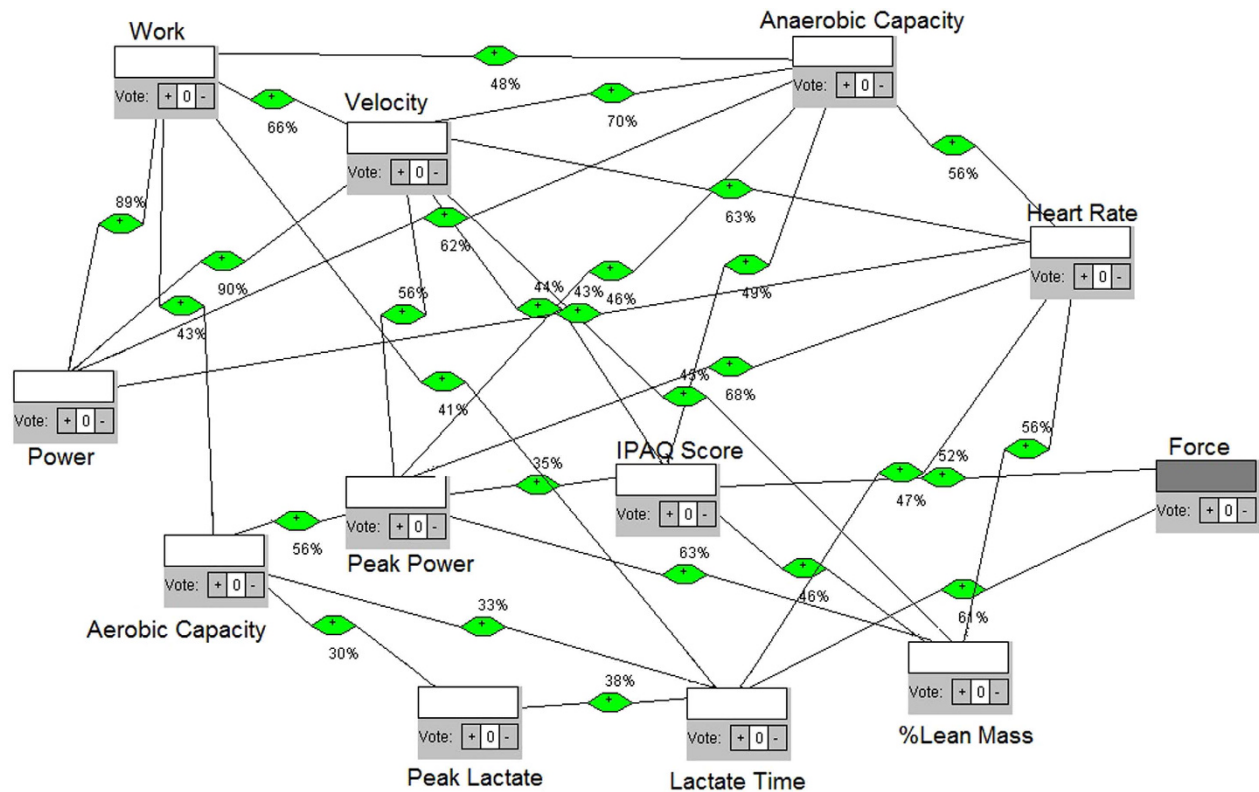 Anaerobic Capacity
Work
+
48%
Vote: + 0 -
Vote: + 0 -
+
66%
Velocity
+
70%
Vote: + 0 -
+
56%
89%
+
+
63%
Heart Rate
+
62%
+
90%
+
49%
Vote: + 0 -
+
46%
44%
+
43%
+
56%
+
+
43%
Power
Vote: + 0 -
+
68%
45%
+
+
41%
IPAQ Score
56%
+
Force
52%
+
47%
+
35%
+
Vote: + 0 -
Vote: + 0 -
Vote: + 0 -
Peak Power
+
56%
Vote: + 0 -
Aerobic Capacity
63%
+
+
46%
+
61%
33%
+
+
30%
Vote: + 0 -
%Lean Mass
38%
+
Vote: + 0 -
Peak Lactate
Vote: + 0 -
Lactate Time